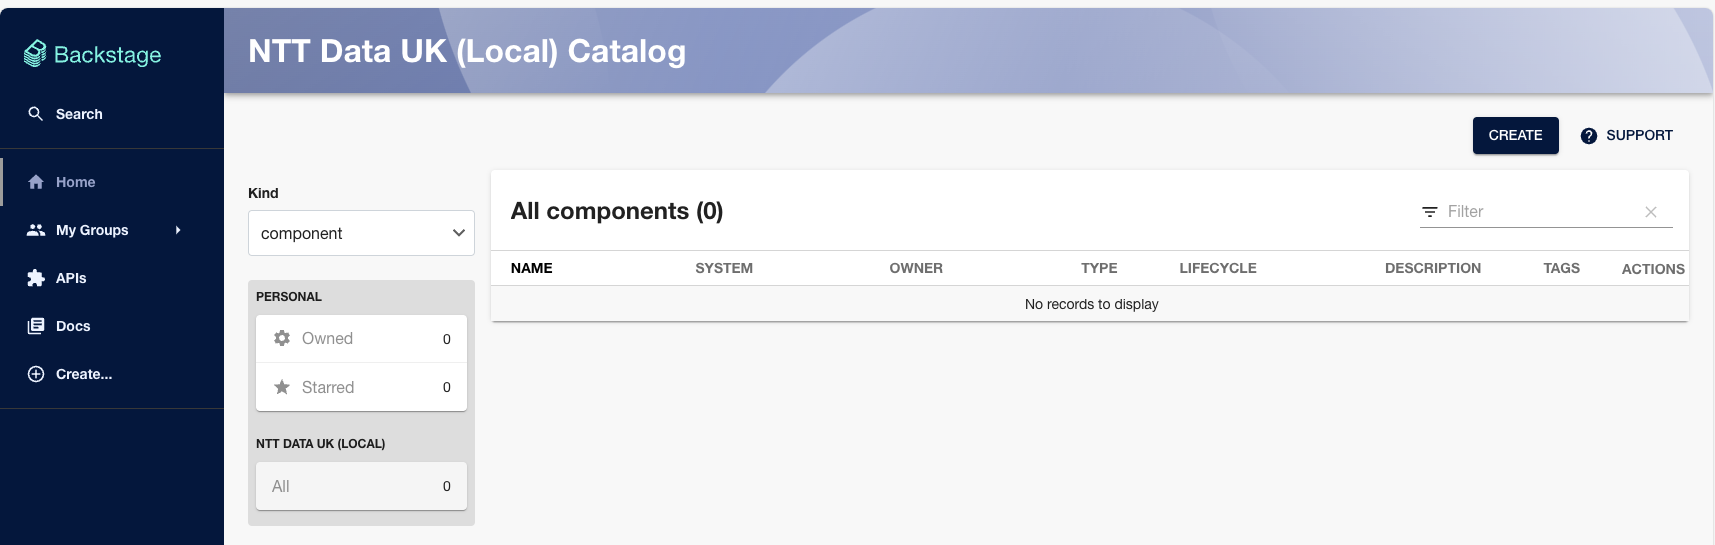 Backstage
Search
Home
My Groups
APIs
Docs
Create...
NTT Data UK (Local) Catalog
CREATE
SUPPORT
Kind
component
PERSONAL
Owned 0
Starred 0
NTT DATA UK (LOCAL)
All 0
All components (0)
Filter
NAME SYSTEM OWNER TYPE LIFECYCLE DESCRIPTION TAGS ACTIONS
No records to display